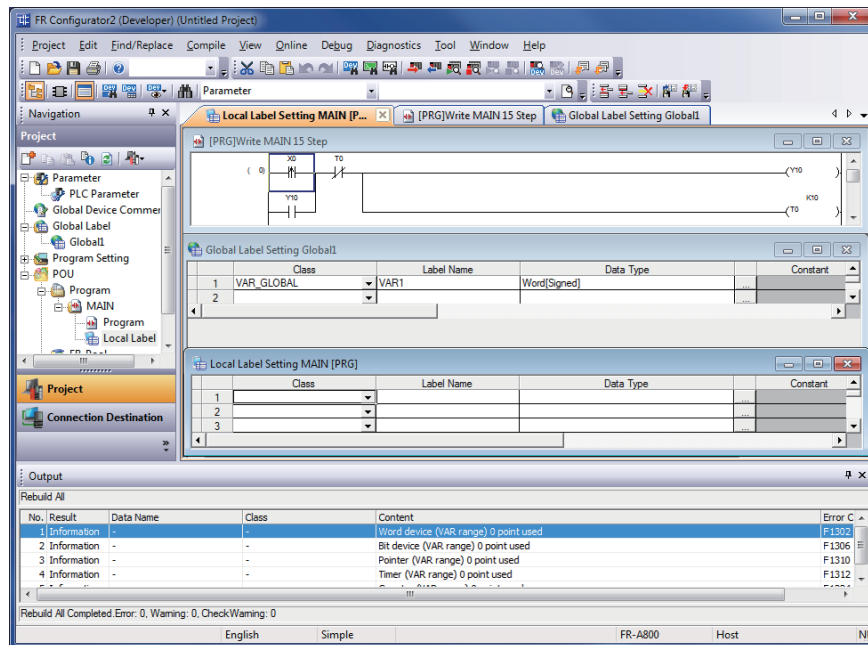 FR Configurator2 (Developer) (Untitled Project)
Project Edit Find/Replace Compile View Online Debug Diagnostics Tool Window Help
Parameter
Navigation
Local Label Setting MAIN [P... [PRG]Write MAIN 15 Step Global Label Setting Global1
Project
Parameter
PLC Parameter
Global Device Commen
Global Label
Global1
Program Setting
POU
Program
MAIN
Program
Local Label
[PRG]Write MAIN 15 Step
X0 T0
( 0) (Y10 )
Y10 K10
(T0 )
Global Label Setting Global1
Class Label Name Data Type Constant
1 VAR_GLOBAL VAR1 Word[Signed] ...
2 ...
Local Label Setting MAIN [PRG]
Class Label Name Data Type Constant
1 ...
2 ...
3 ...
Project
Connection Destination
Output
Rebuild All
No. Result Data Name Class Content Error C
1 Information - - Word device (VAR range) 0 point used F1302
2 Information - - Bit device (VAR range) 0 point used F1306
3 Information - - Pointer (VAR range) 0 point used F1310
4 Information - - Timer (VAR range) 0 point used F1312
Rebuild All Completed.Error: 0, Warning: 0, CheckWarning: 0
English Simple FR-A800 Host